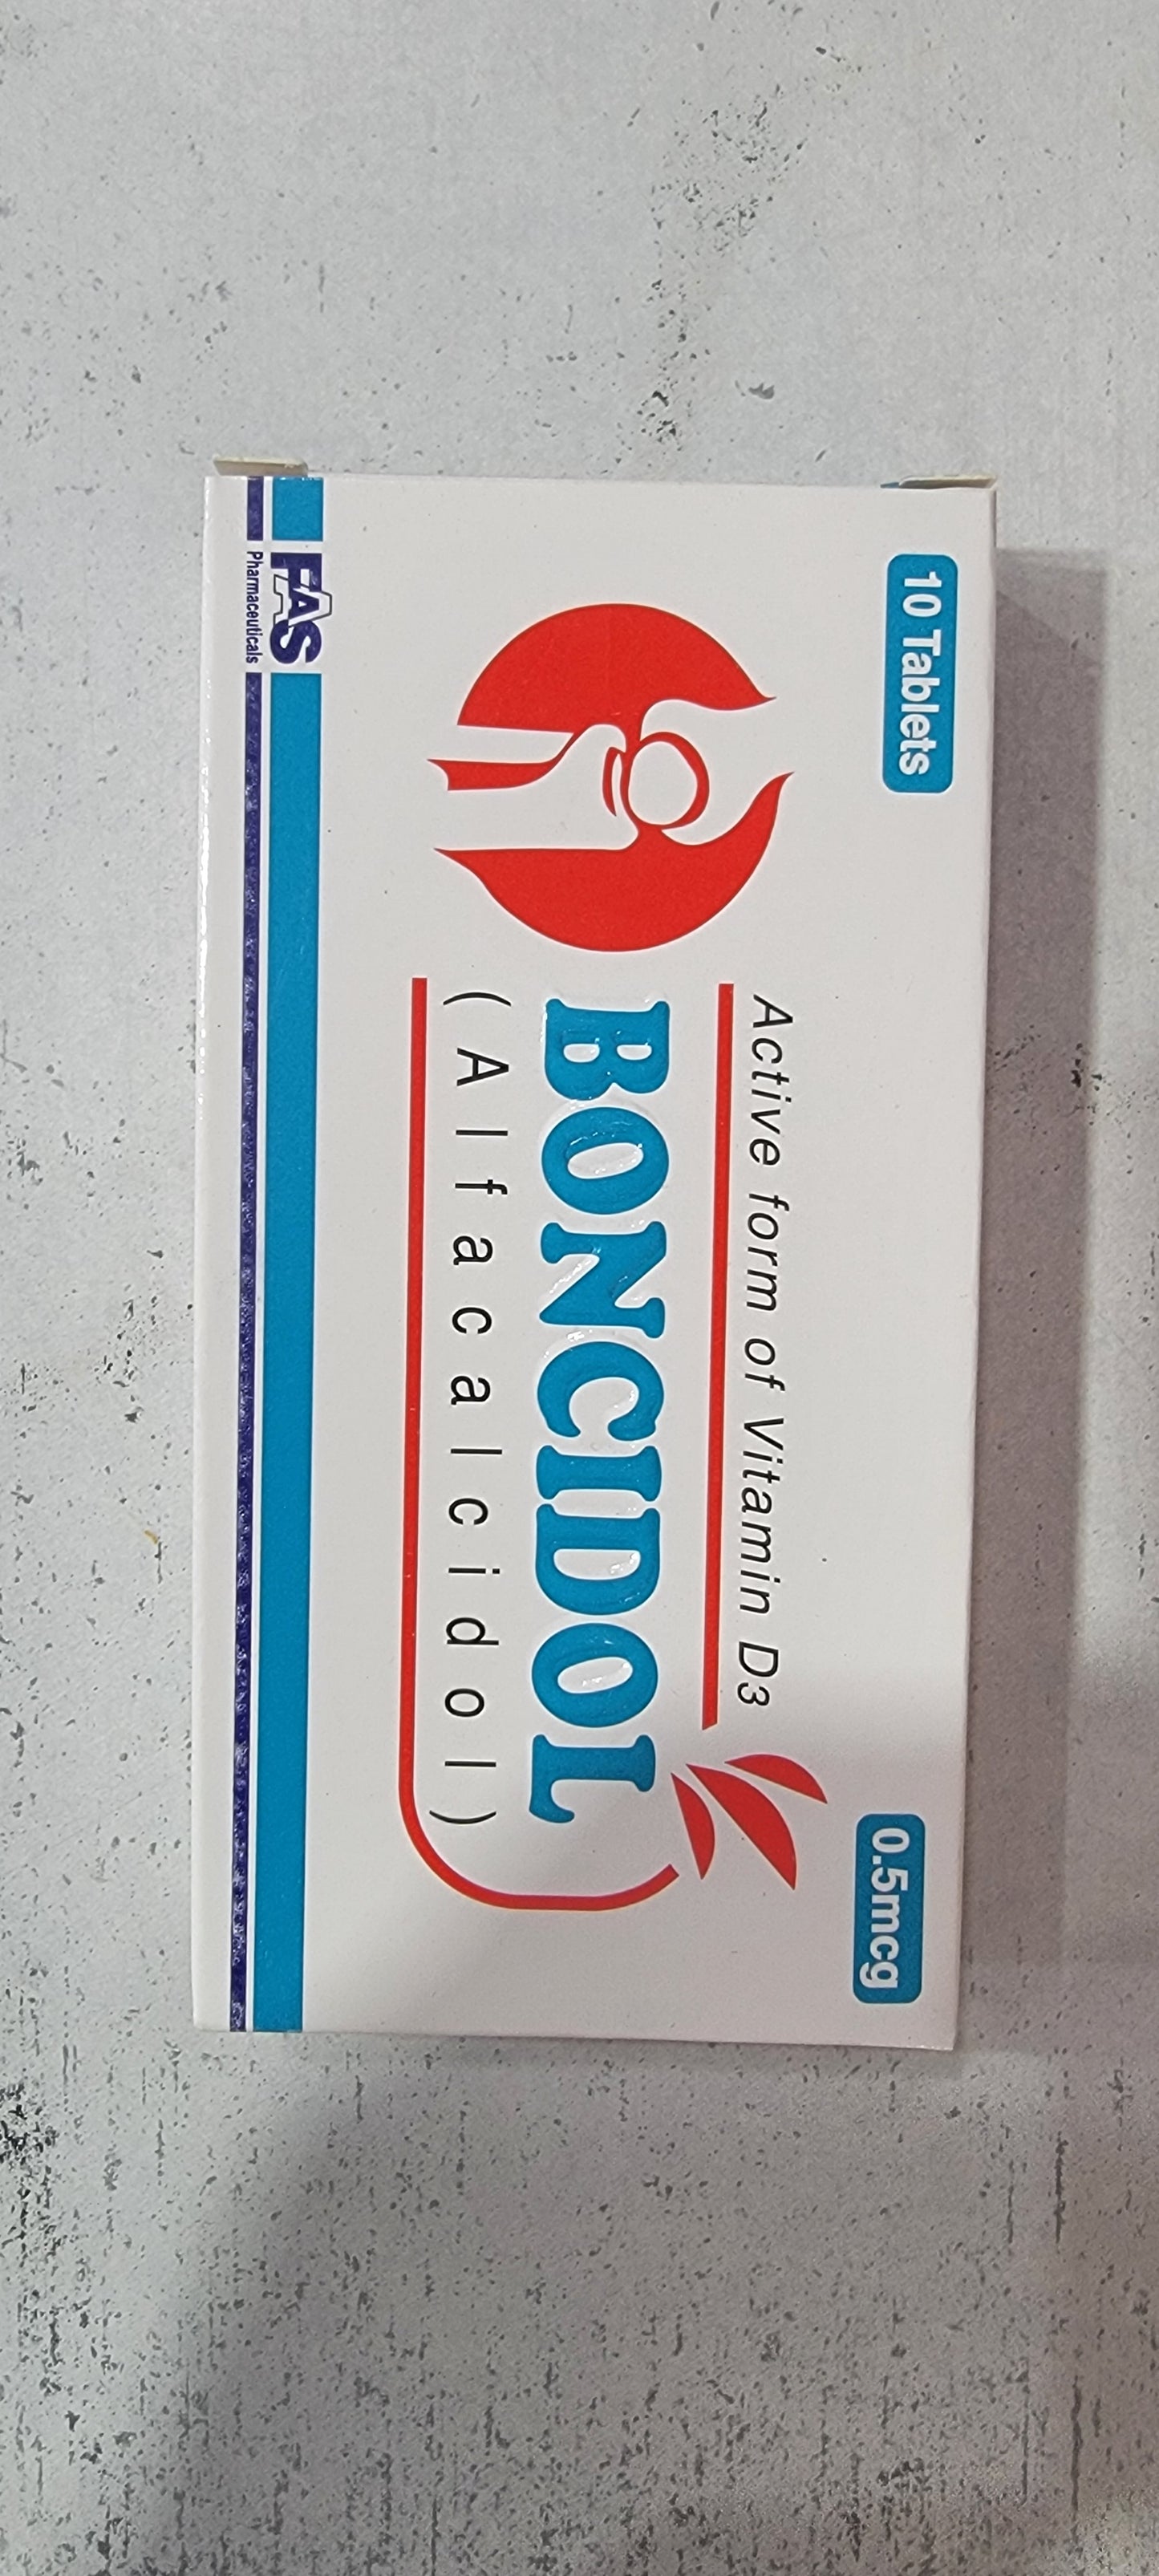 10 Tablets
0.5mcg
Active form of Vitamin D3
BONCIDOL
(Alfacalcidol)
FAS
Pharmaceuticals